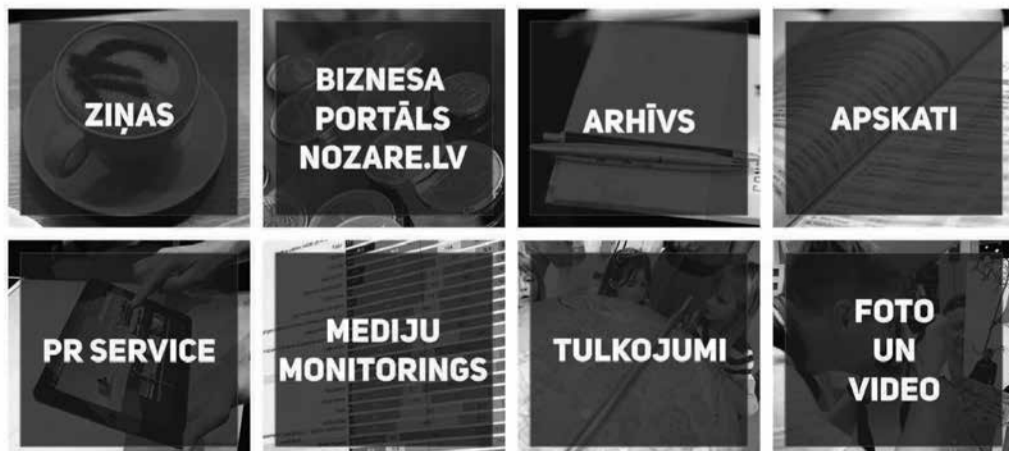 ZIŅAS
BIZNESA
PORTĀLS
NOZARE.LV
ARHĪVS
APSKATI
PR SERVICE
MEDIJU
MONITORINGS
TULKOJUMI
FOTO
UN
VIDEO